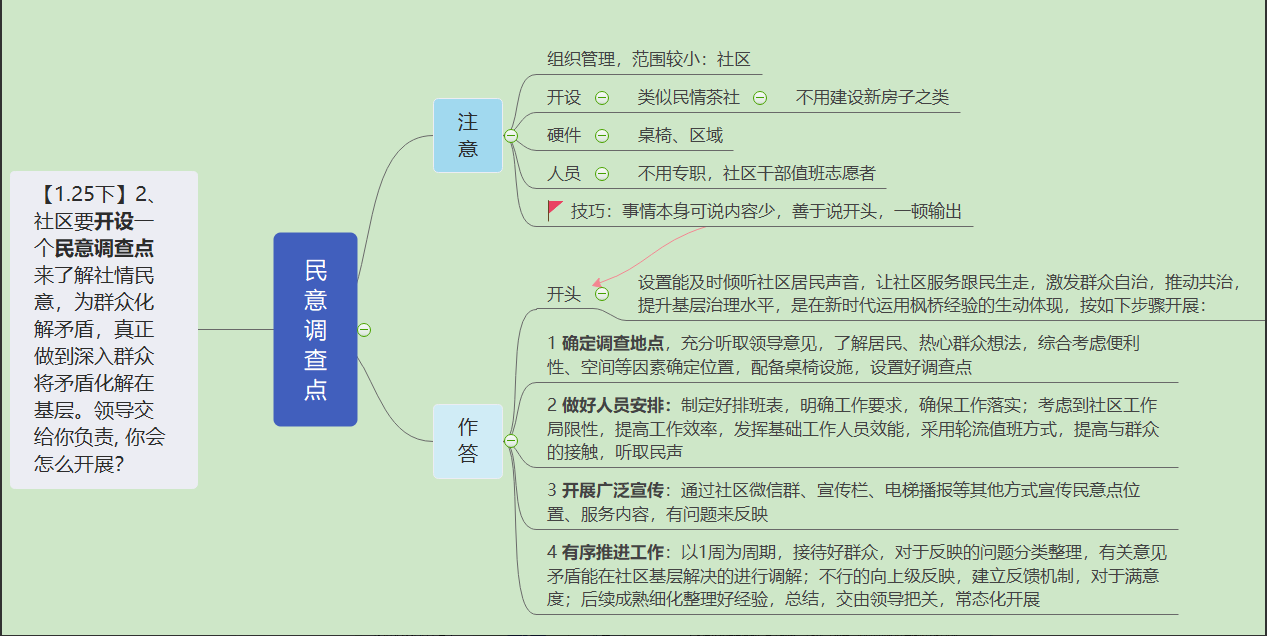 【1.25下】2、
社区要开设一
个民意调查点
来了解社情民
意，为群众化
解矛盾，真正
做到深入群众
将矛盾化解在
基层。领导交
给你负责, 你会
怎么开展?
民
意
调
查
点
注
意
组织管理，范围较小：社区
开设 类似民情茶社 不用建设新房子之类
硬件 桌椅、区域
人员 不用专职，社区干部值班志愿者
技巧：事情本身可说内容少，善于说开头，一顿输出
作
答
开头
设置能及时倾听社区居民声音，让社区服务跟民生走，激发群众自治，推动共治，
提升基层治理水平，是在新时代运用枫桥经验的生动体现，按如下步骤开展：
1 确定调查地点，充分听取领导意见，了解居民、热心群众想法，综合考虑便利
性、空间等因素确定位置，配备桌椅设施，设置好调查点
2 做好人员安排：制定好排班表，明确工作要求，确保工作落实；考虑到社区工作
局限性，提高工作效率，发挥基础工作人员效能，采用轮流值班方式，提高与群众
的接触，听取民声
3 开展广泛宣传：通过社区微信群、宣传栏、电梯播报等其他方式宣传民意点位
置、服务内容，有问题来反映
4 有序推进工作：以1周为周期，接待好群众，对于反映的问题分类整理，有关意见
矛盾能在社区基层解决的进行调解；不行的向上级反映，建立反馈机制，对于满意
度；后续成熟细化整理好经验，总结，交由领导把关，常态化开展